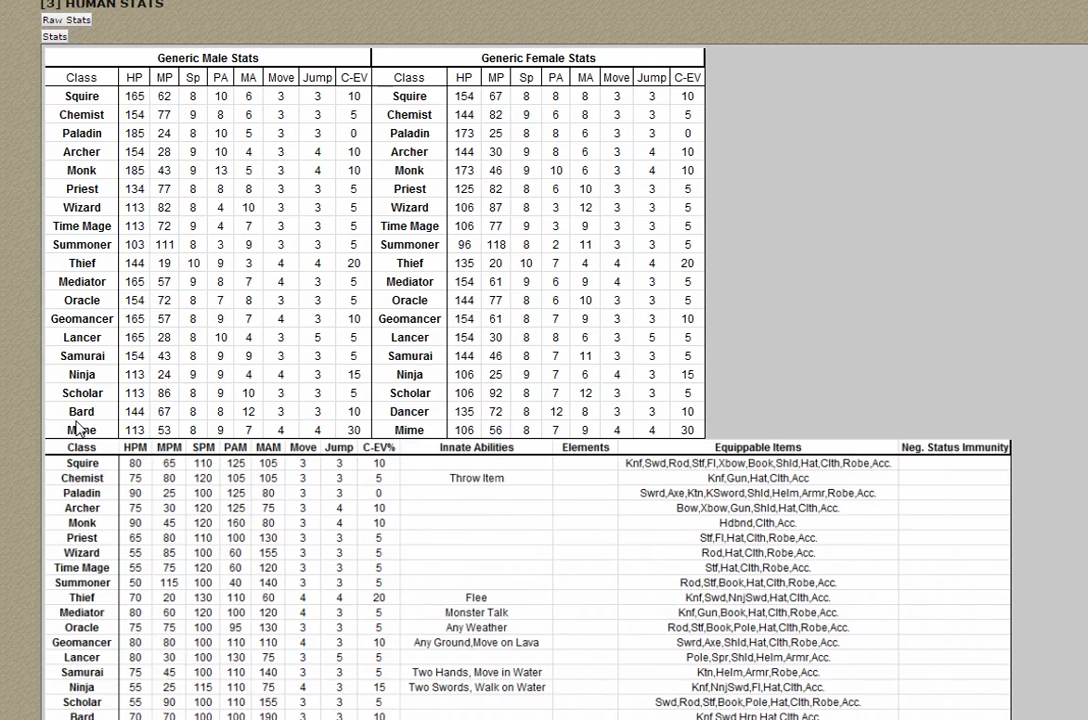 [3] HUMAN STATS
Raw Stats
Stats
Generic Male Stats Generic Female Stats
Class HP MP Sp PA MA Move Jump C-EV Class HP MP Sp PA MA Move Jump C-EV
Squire 165 62 8 10 6 3 3 10 Squire 154 67 8 8 8 3 3 10
Chemist 154 77 9 8 6 3 3 5 Chemist 144 82 9 6 8 3 3 5
Paladin 185 24 8 10 5 3 3 0 Paladin 173 25 8 8 6 3 3 0
Archer 154 28 9 10 4 3 4 10 Archer 144 30 9 8 6 3 4 10
Monk 185 43 9 13 5 3 4 10 Monk 173 46 9 10 6 3 4 10
Priest 134 77 8 8 8 3 3 5 Priest 125 82 8 6 10 3 3 5
Wizard 113 82 8 4 10 3 3 5 Wizard 106 87 8 3 12 3 3 5
Time Mage 113 72 9 4 7 3 3 5 Time Mage 106 77 9 3 9 3 3 5
Summoner 103 111 8 3 9 3 3 5 Summoner 96 118 8 2 11 3 3 5
Thief 144 19 10 9 3 4 4 20 Thief 135 20 10 7 4 4 4 20
Mediator 165 57 9 8 7 4 3 5 Mediator 154 61 9 6 9 4 3 5
Oracle 154 72 8 7 8 3 3 5 Oracle 144 77 8 6 10 3 3 5
Geomancer 165 57 8 9 7 4 3 10 Geomancer 154 61 8 7 9 3 3 10
Lancer 165 28 8 10 4 3 5 5 Lancer 154 30 8 8 6 3 5 5
Samurai 154 43 8 9 9 3 3 5 Samurai 144 46 8 7 11 3 3 5
Ninja 113 24 9 9 4 4 3 15 Ninja 106 25 9 7 6 4 3 15
Scholar 113 86 8 9 10 3 3 5 Scholar 106 92 8 7 12 3 3 5
Bard 144 67 8 8 12 3 3 10 Dancer 135 72 8 12 8 3 3 10
Mime 113 53 8 9 7 4 4 30 Mime 106 56 8 7 9 4 4 30
Class HPM MPM SPM PAM MAM Move Jump C-EV% Innate Abilities Elements Equippable Items Neg. Status Immunity
Squire 80 65 110 125 105 3 3 10 Knf,Swd,Rod,Stf,Fl,Xbow,Book,Shld,Hat,Clth,Robe,Acc.
Chemist 75 80 120 105 105 3 3 5 Throw Item Knf,Gun,Hat,Clth,Acc
Paladin 90 25 100 125 80 3 3 0 Swrd,Axe,Ktn,KSword,Shld,Helm,Armr,Robe,Acc.
Archer 75 30 120 125 75 3 4 10 Bow,Xbow,Gun,Shld,Hat,Clth,Acc.
Monk 90 45 120 160 80 3 4 10 Hdbnd,Clth,Acc.
Priest 65 80 110 100 130 3 3 5 Stf,Fl,Hat,Clth,Robe,Acc.
Wizard 55 85 100 60 155 3 3 5 Rod,Hat,Clth,Robe,Acc.
Time Mage 55 75 120 60 120 3 3 5 Stf,Hat,Clth,Robe,Acc.
Summoner 50 115 100 40 140 3 3 5 Rod,Stf,Book,Hat,Clth,Robe,Acc.
Thief 70 20 130 110 60 4 4 20 Flee Knf,Swd,NnjSwd,Hat,Clth,Acc.
Mediator 80 60 120 100 120 4 3 5 Monster Talk Knf,Gun,Book,Hat,Clth,Robe,Acc.
Oracle 75 75 100 95 130 3 3 5 Any Weather Rod,Stf,Book,Pole,Hat,Clth,Robe,Acc.
Geomancer 80 80 100 110 110 4 3 10 Any Ground,Move on Lava Swrd,Axe,Shld,Hat,Clth,Robe,Acc.
Lancer 80 30 100 130 75 3 5 5 Pole,Spr,Shld,Helm,Armr,Acc.
Samurai 75 45 100 110 140 3 3 5 Two Hands, Move in Water Ktn,Helm,Armr,Robe,Acc.
Ninja 55 25 115 110 75 4 3 15 Two Swords, Walk on Water Knf,NnjSwd,Fl,Hat,Clth,Acc.
Scholar 55 90 100 110 155 3 3 5 Swd,Rod,Stf,Book,Pole,Hat,Clth,Robe,Acc.
Bard 70 70 100 100 190 3 3 10 Knf,Swd,Hrp,Hat,Clth,Acc.